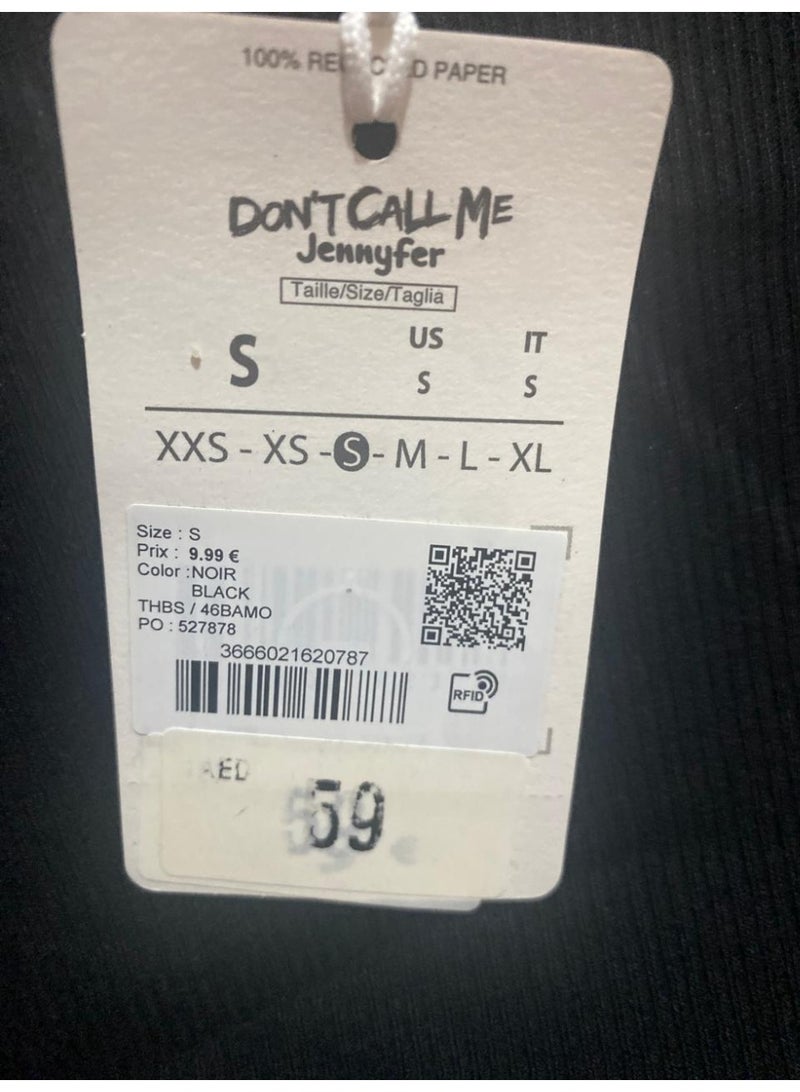 100% RECYCLED PAPER
DON'T CALL ME
Jennyfer
Taille/Size/Taglia
S US IT
S S
XXS - XS - S - M - L - XL
Size : S
Prix : 9.99 €
Color : NOIR
BLACK
THBS / 46BAMO
PO : 527878
3666021620787
RFID
AED
59